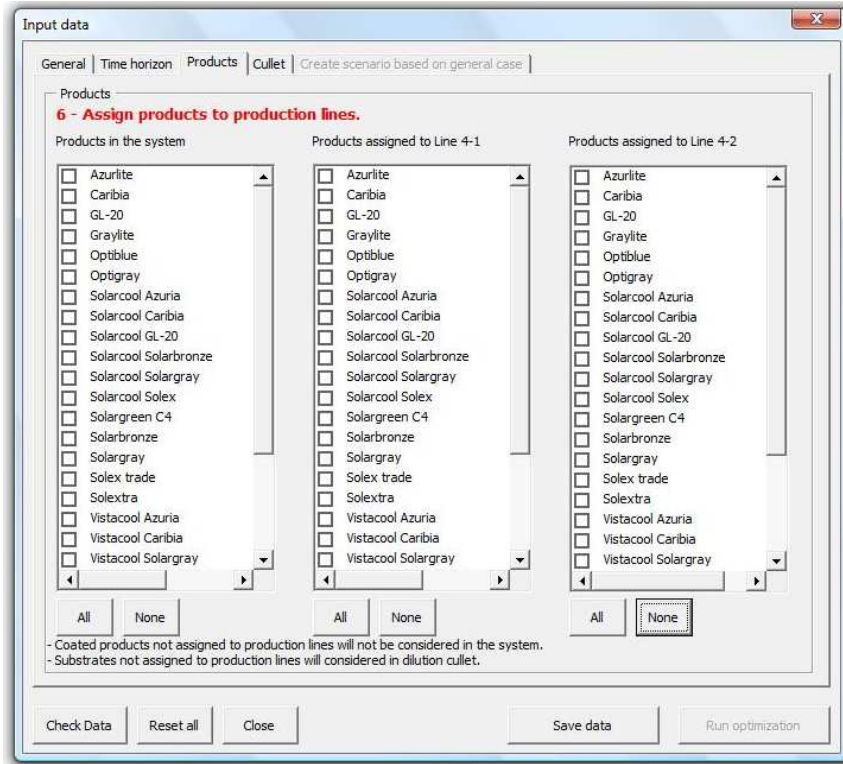 Input data
General
Time horizon
Products
Cullet
Create scenario based on general case
Products
6 - Assign products to production lines.
Products in the system
Azurlite
Caribia
GL-20
Graylite
Optiblue
Optigray
Solarcool Azuria
Solarcool Caribia
Solarcool GL-20
Solarcool Solarbronze
Solarcool Solargray
Solarcool Solex
Solargreen C4
Solarbronze
Solargray
Solex trade
Solextra
Vistacool Azuria
Vistacool Caribia
Vistacool Solargray
All
None
Products assigned to Line 4-1
Azurlite
Caribia
GL-20
Graylite
Optiblue
Optigray
Solarcool Azuria
Solarcool Caribia
Solarcool GL-20
Solarcool Solarbronze
Solarcool Solargray
Solarcool Solex
Solargreen C4
Solarbronze
Solargray
Solex trade
Solextra
Vistacool Azuria
Vistacool Caribia
Vistacool Solargray
All
None
Products assigned to Line 4-2
Azurlite
Caribia
GL-20
Graylite
Optiblue
Optigray
Solarcool Azuria
Solarcool Caribia
Solarcool GL-20
Solarcool Solarbronze
Solarcool Solargray
Solarcool Solex
Solargreen C4
Solarbronze
Solargray
Solex trade
Solextra
Vistacool Azuria
Vistacool Caribia
Vistacool Solargray
All
None
- Coated products not assigned to production lines will not be considered in the system.
- Substrates not assigned to production lines will considered in dilution cullet.
Check Data
Reset all
Close
Save data
Run optimization